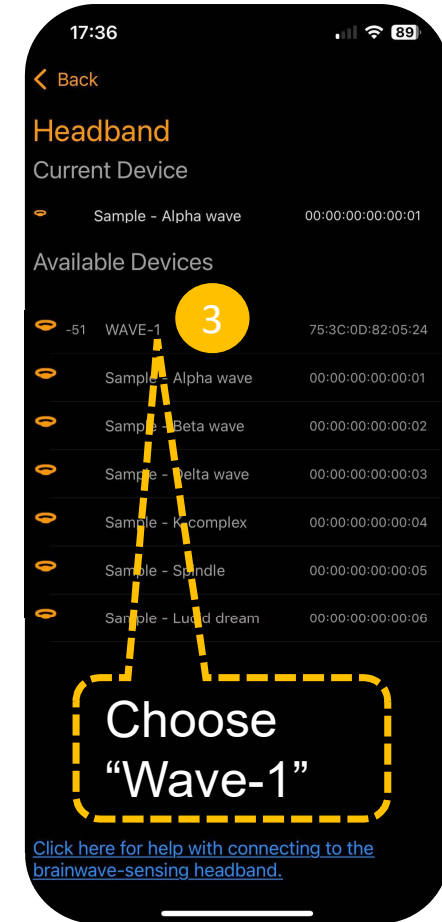 17:36
89
Back
Headband
Current Device
Sample - Alpha wave 00:00:00:00:00:01
Available Devices
3
-51 WAVE-1 75:3C:0D:82:05:24
Sample - Alpha wave 00:00:00:00:00:01
Sample - Beta wave 00:00:00:00:00:02
Sample - Delta wave 00:00:00:00:00:03
Sample - K-complex 00:00:00:00:00:04
Sample - Spindle 00:00:00:00:00:05
Sample - Lucid dream 00:00:00:00:00:06
Choose
“Wave-1”
Click here for help with connecting to the
brainwave-sensing headband.